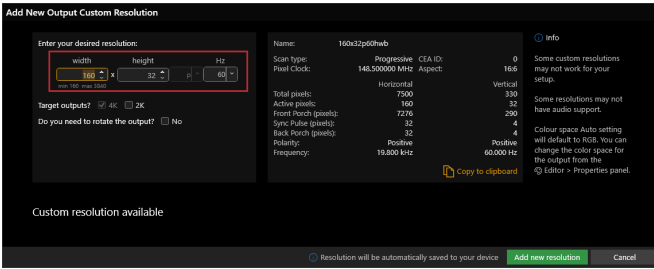 Add New Output Custom Resolution
Enter your desired resolution:
width height Hz
160 x 32 p 60
min 160 max 3840
Target outputs? 4K 2K
Do you need to rotate the output? No
Custom resolution available
Name: 160x32p60hwb
Scan type: Progressive CEA ID: 0
Pixel Clock: 148.500000 MHz Aspect: 16:6
Horizontal Vertical
Total pixels: 7500 330
Active pixels: 160 32
Front Porch (pixels): 7276 290
Sync Pulse (pixels): 32 4
Back Porch (pixels): 32 4
Polarity: Positive Positive
Frequency: 19.800 kHz 60.000 Hz
Copy to clipboard
Info
Some custom resolutions
may not work for your
setup.
Some resolutions may not
have audio support.
Colour space Auto setting
will default to RGB. You can
change the color space for
the output from the
Editor > Properties panel.
Resolution will be automatically saved to your device Add new resolution Cancel